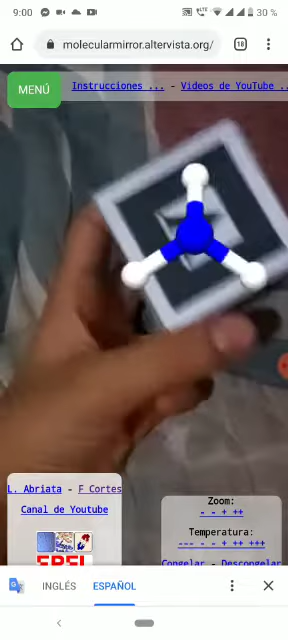 9:00
LTE
30 %
molecularmirror.altervista.org/
18
MENÚ
Instrucciones ... - Videos de YouTube ...
L. Abriata - F Cortes
Canal de Youtube
Zoom:
- - + ++
Temperatura:
--- -- - + ++ +++
Congelar - Descongelar
INGLÉS
ESPAÑOL